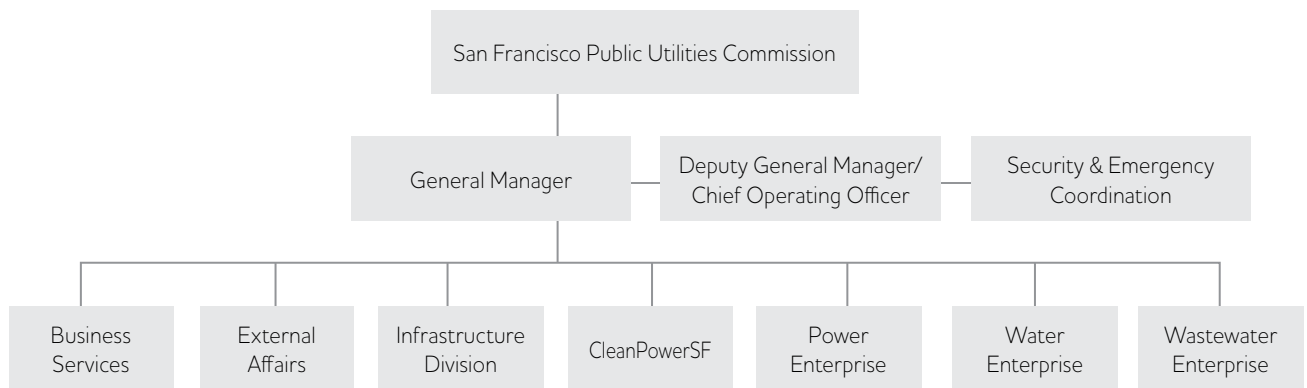 San Francisco Public Utilities Commission
General Manager
Deputy General Manager/
Chief Operating Officer
Security & Emergency
Coordination
Business
Services
External
Affairs
Infrastructure
Division
CleanPowerSF
Power
Enterprise
Water
Enterprise
Wastewater
Enterprise